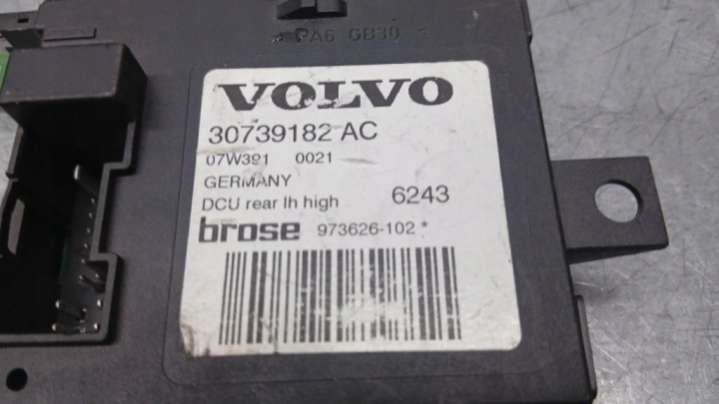 PA6 GB30
VOLVO
30739182 AC
07W321 0021
GERMANY
DCU rear lh high 6243
brose 973626-102 *